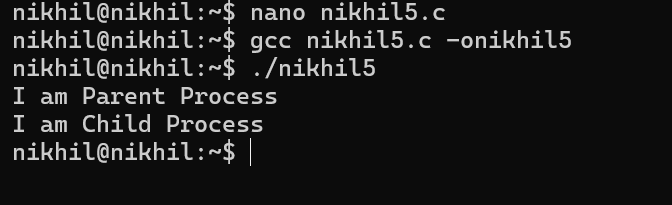 nikhil@nikhil:~$ nano nikhil5.c
nikhil@nikhil:~$ gcc nikhil5.c -onikhil5
nikhil@nikhil:~$ ./nikhil5
I am Parent Process
I am Child Process
nikhil@nikhil:~$